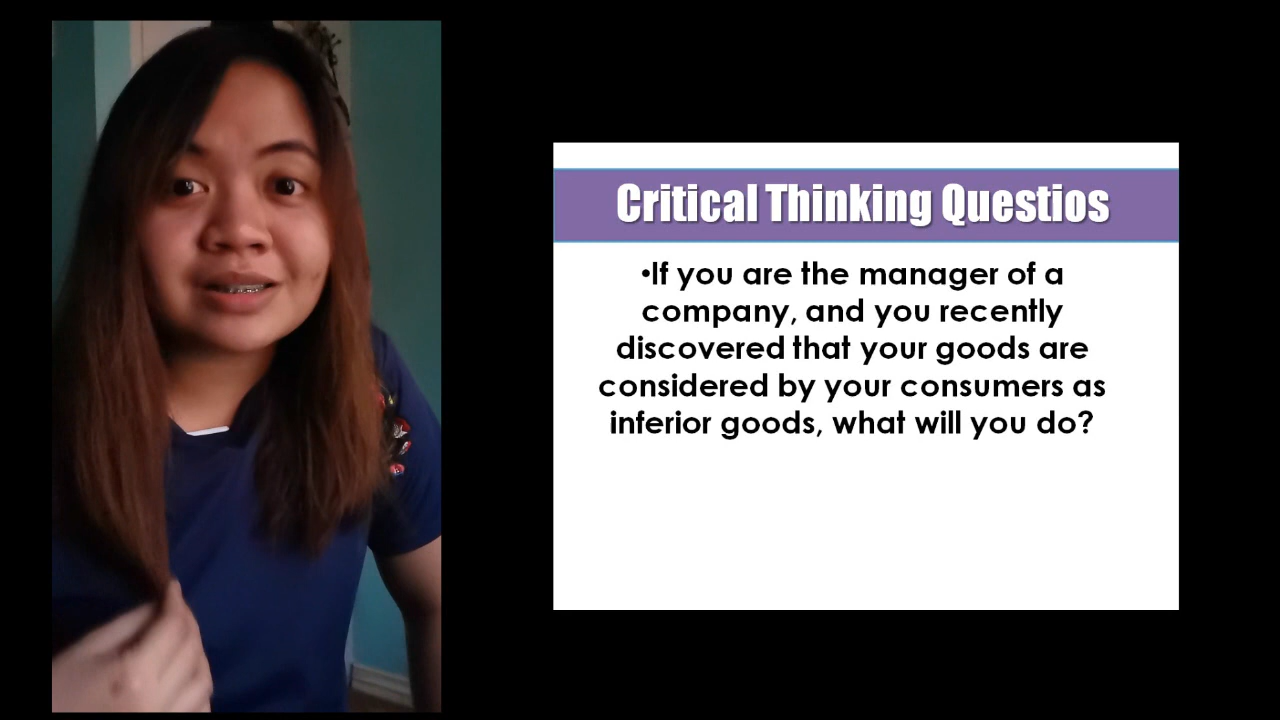 Critical Thinking Questios
•If you are the manager of a
company, and you recently
discovered that your goods are
considered by your consumers as
inferior goods, what will you do?